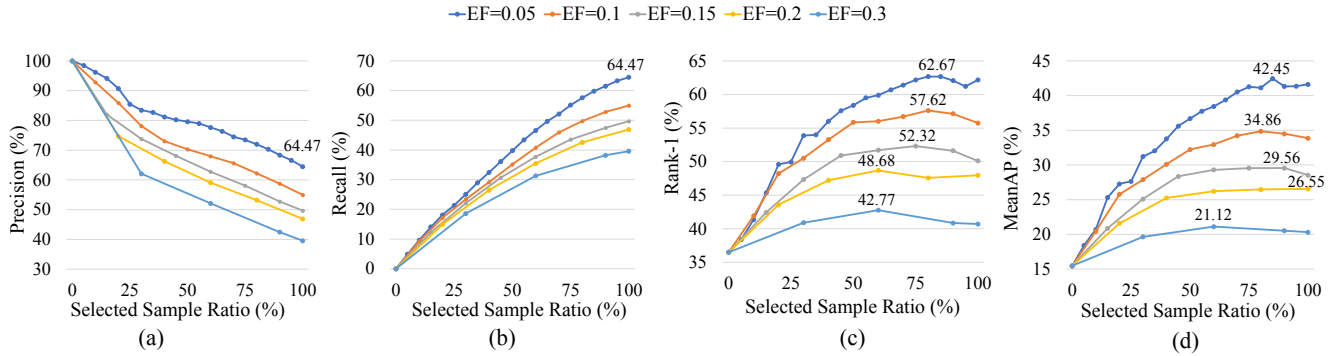 EF=0.05 EF=0.1 EF=0.15 EF=0.2 EF=0.3
Precision (%)
100
90
80
70
60
50
40
30
64.47
0 25 50 75 100
Selected Sample Ratio (%)
(a)
Recall (%)
70
60
50
40
30
20
10
0
64.47
0 25 50 75 100
Selected Sample Ratio (%)
(b)
Rank-1 (%)
65
60
55
50
45
40
35
62.67
57.62
52.32
48.68
42.77
0 25 50 75 100
Selected Sample Ratio (%)
(c)
MeanAP (%)
45
40
35
30
25
20
15
42.45
34.86
29.56
26.55
21.12
0 25 50 75 100
Selected Sample Ratio (%)
(d)